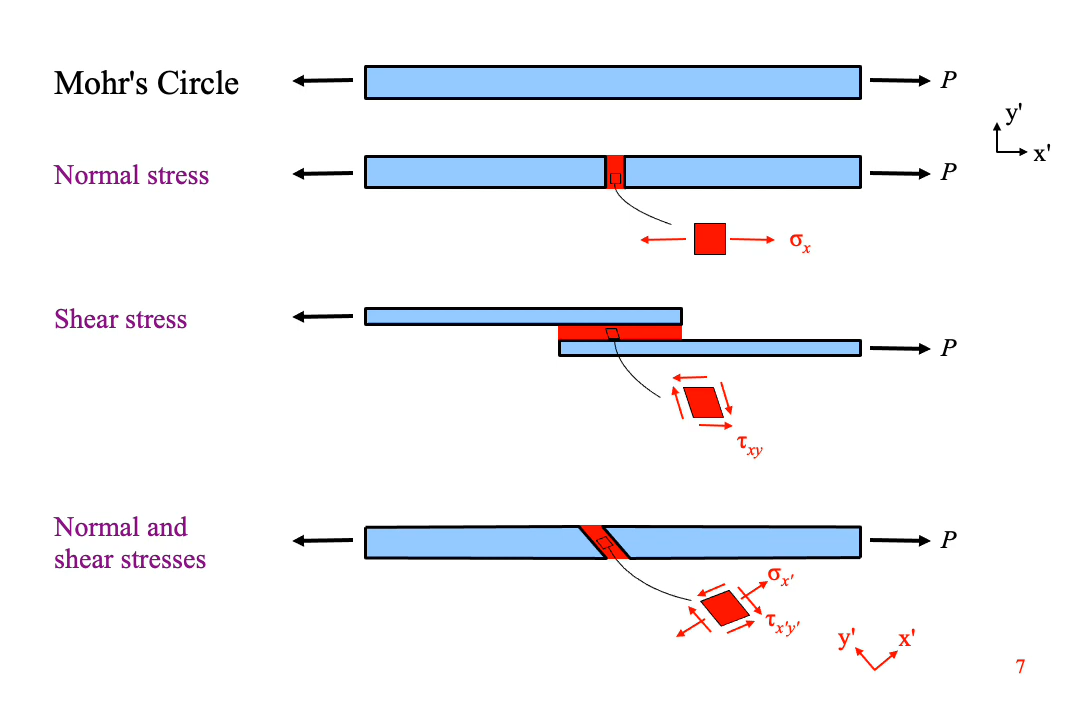 Mohr's Circle
P
y'
x'
Normal stress
P
σx
Shear stress
P
τxy
Normal and
shear stresses
P
σx'
τx'y'
y'
x'
7